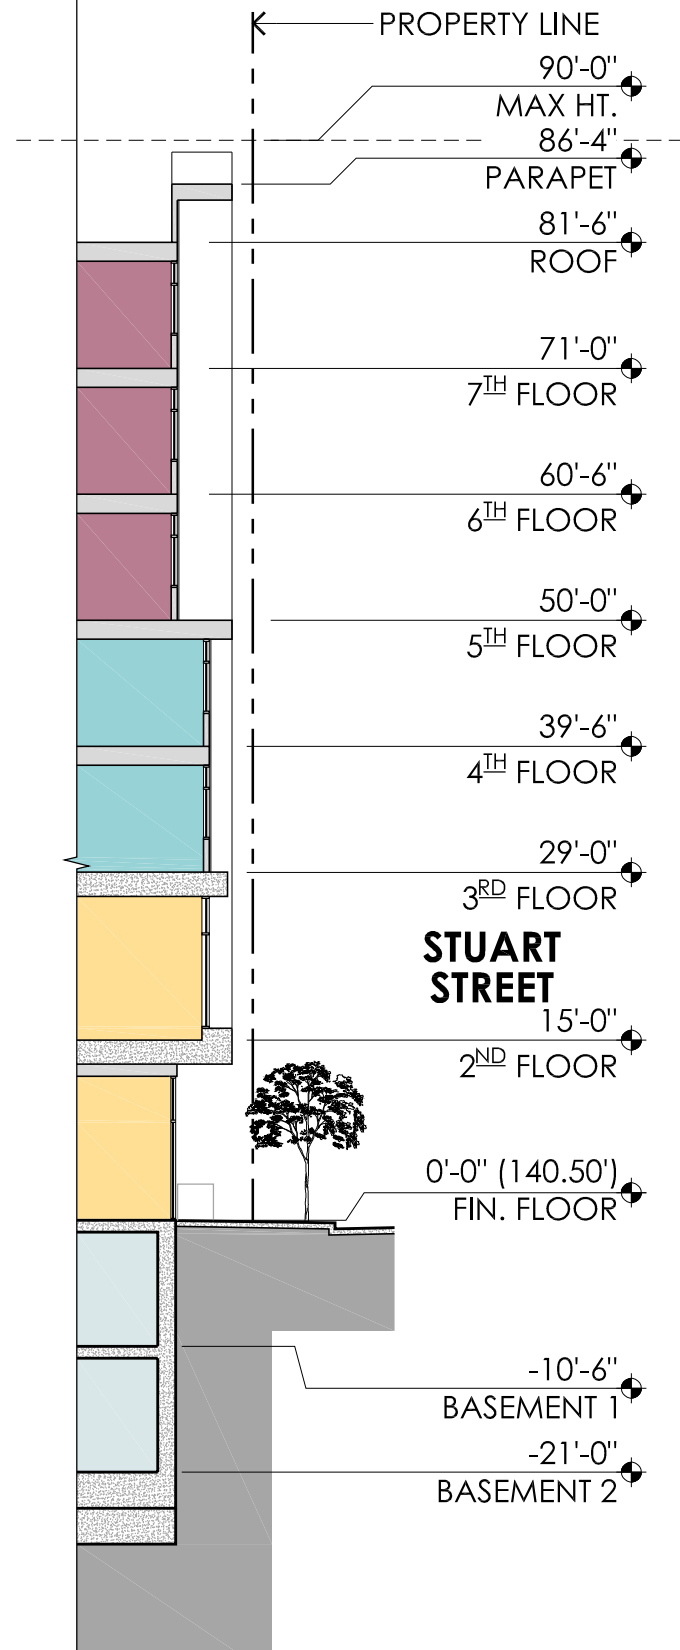 PROPERTY LINE
90'-0"
MAX HT.
86'-4"
PARAPET
81'-6"
ROOF
71'-0"
7TH FLOOR
60'-6"
6TH FLOOR
50'-0"
5TH FLOOR
39'-6"
4TH FLOOR
29'-0"
3RD FLOOR
STUART
STREET
15'-0"
2ND FLOOR
0'-0" (140.50')
FIN. FLOOR
-10'-6"
BASEMENT 1
-21'-0"
BASEMENT 2